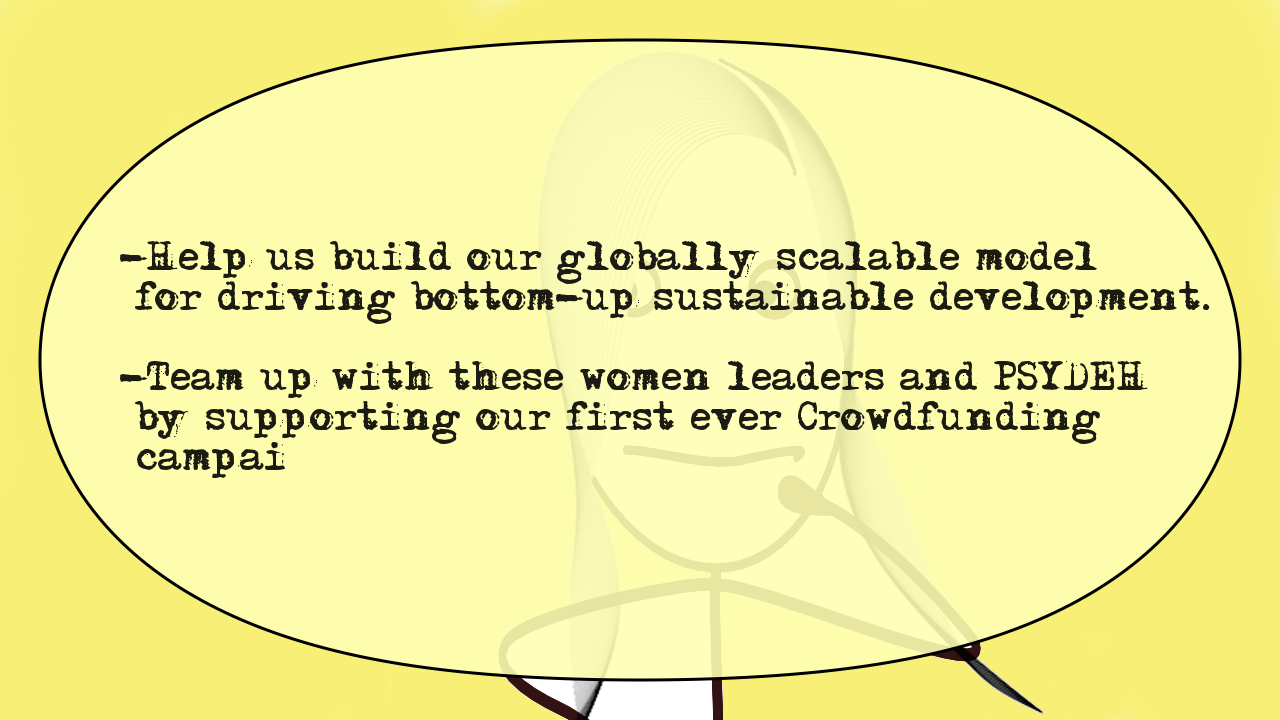 -Help us build our globally scalable model
for driving bottom-up sustainable development.
-Team up with these women leaders and PSYDEH
by supporting our first ever Crowdfunding
campai